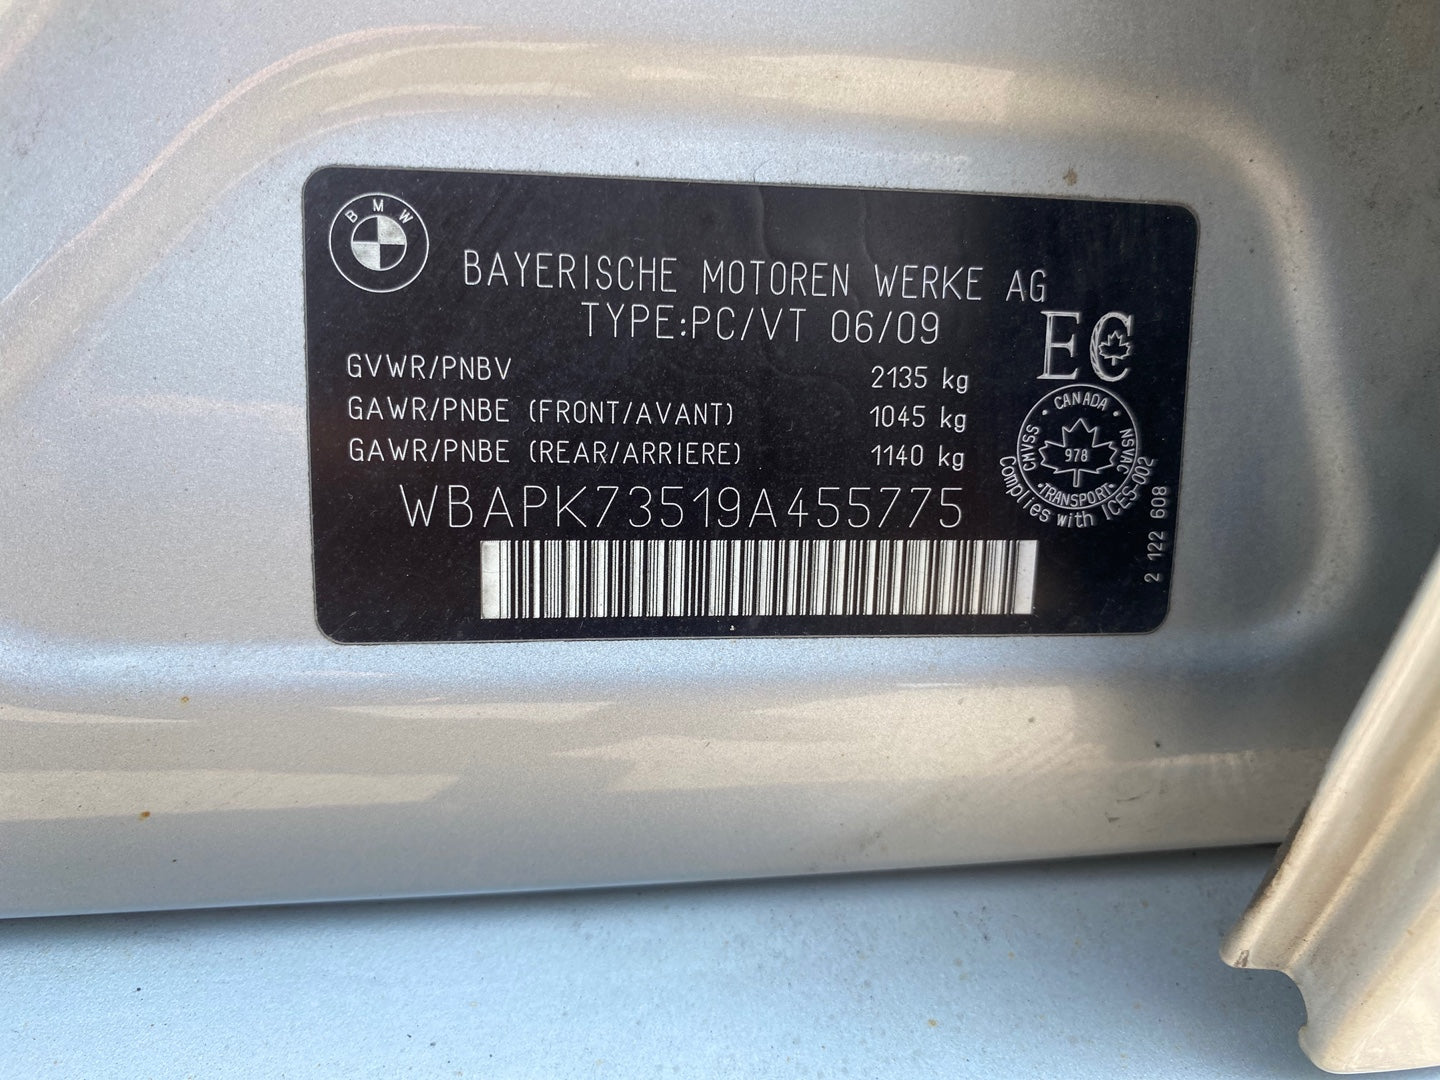 BMW
BAYERISCHE MOTOREN WERKE AG
TYPE:PC/VT 06/09
GVWR/PNBV 2135 kg
GAWR/PNBE (FRONT/AVANT) 1045 kg
GAWR/PNBE (REAR/ARRIERE) 1140 kg
WBAPK73519A455775
EC
CANADA
CMVSS
NSVAC
978
TRANSPORT
Complies with ICES-002
2 122 608